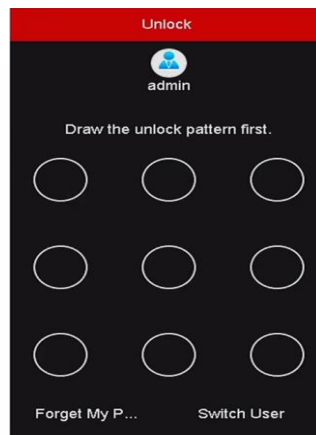 Unlock
admin
Draw the unlock pattern first.
Forget My P...
Switch User